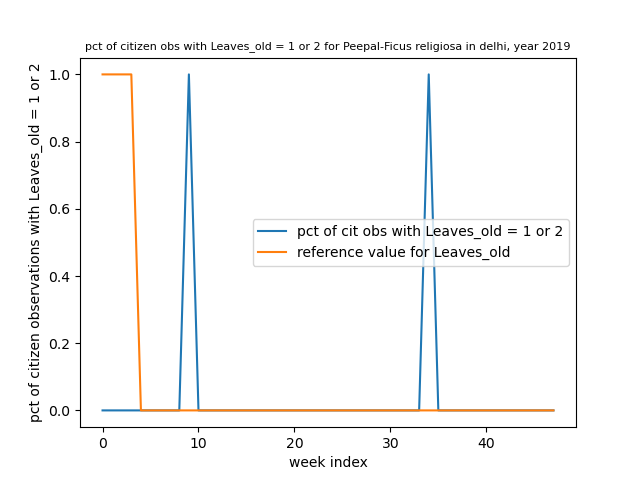 pct of citizen obs with Leaves_old = 1 or 2 for Peepal-Ficus religiosa in delhi, year 2019
pct of citizen observations with Leaves_old = 1 or 2
1.0
0.8
0.6
0.4
0.2
0.0
pct of cit obs with Leaves_old = 1 or 2
reference value for Leaves_old
0 10 20 30 40
week index